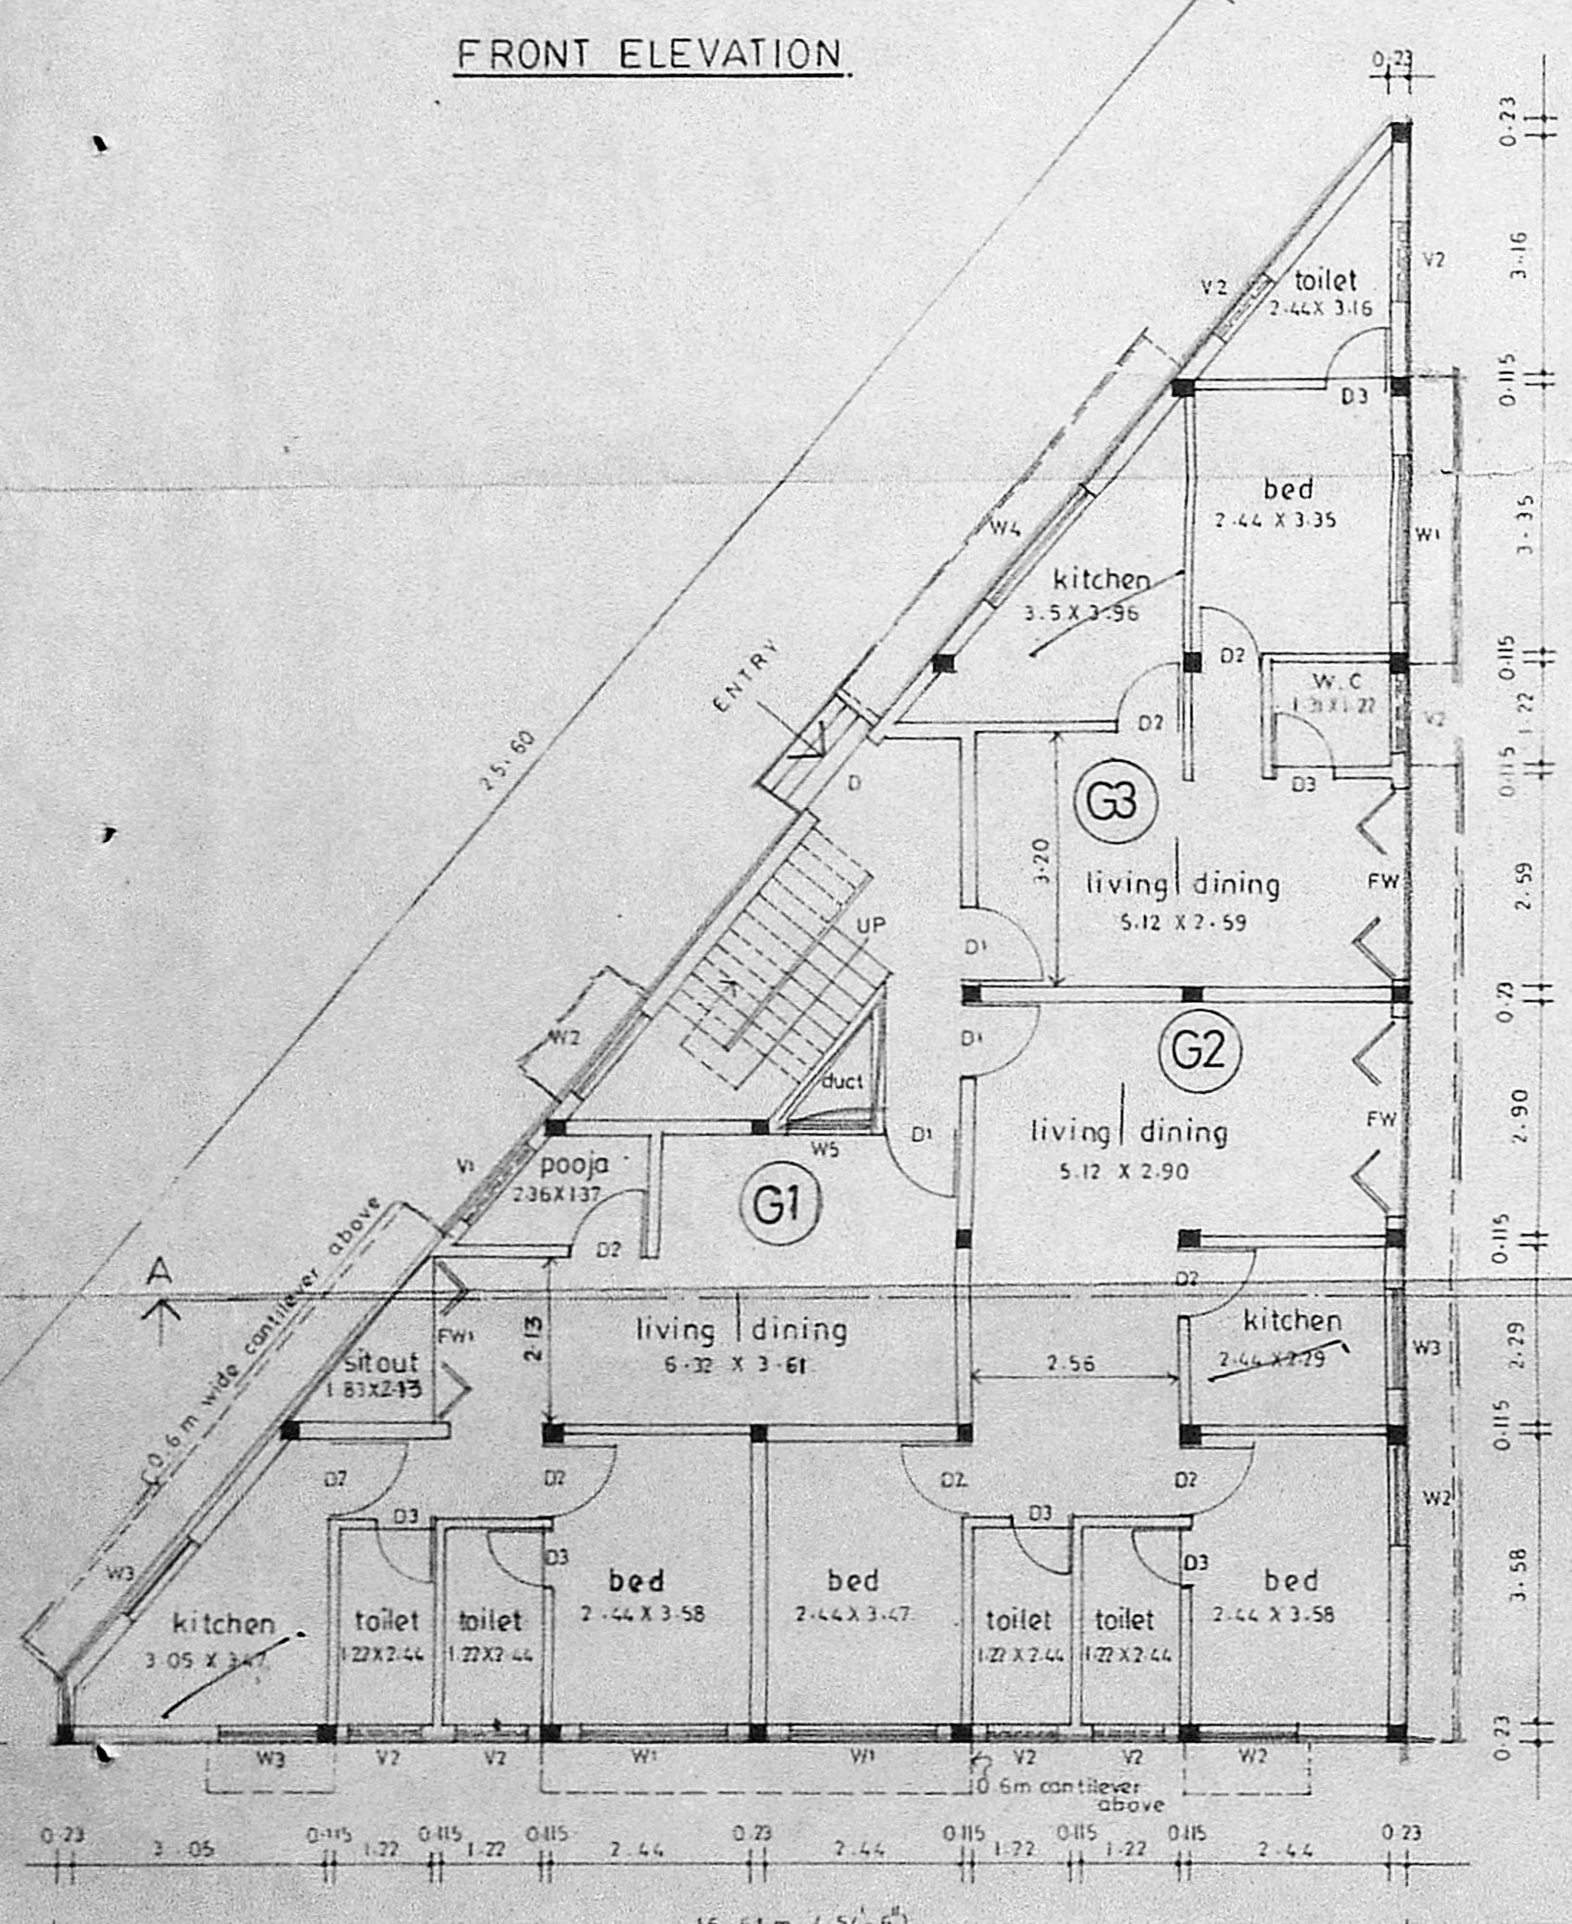 FRONT ELEVATION.
0.23
0.23
3.16
V2
V2
toilet
2.44 X 3.16
D3
0.115
bed
2.44 X 3.35
W1
3.35
W4
kitchen
3.5 X 3.96
D2
0.115
ENTRY
W.C
1.31X1.22
V2
1.22
D2
D3
0.115
25.60
D
G3
3.20
living dining
5.12 X 2.59
FW
2.59
UP
D1
0.23
W2
D1
G2
duct
living dining
5.12 X 2.90
FW
2.90
D1
W5
V1
pooja
2.36X1.37
G1
D2
0.115
A
D2
FW1
2.13
living dining
6.32 X 3.61
2.56
kitchen
2.44 X 2.29
W3
2.29
sitout
1.83X2.13
(0.6m wide cantilever above
0.115
D2
D3
D2
D2
D3
D2
W2
W3
D3
D3
3.58
kitchen
3.05 X 3.47
toilet
1.22X2.44
toilet
1.22X2.44
bed
2.44 X 3.58
bed
2.44 X 3.47
toilet
1.22 X 2.44
toilet
1.22X2.44
bed
2.44 X 3.58
0.23
W3
V2
V2
W1
W1
V2
V2
W2
0.6m cantilever
above
0.23
3.05
0.115
1.22
0.115
1.22
0.115
2.44
0.23
2.44
0.115
1.22
0.115
1.22
0.115
2.44
0.23